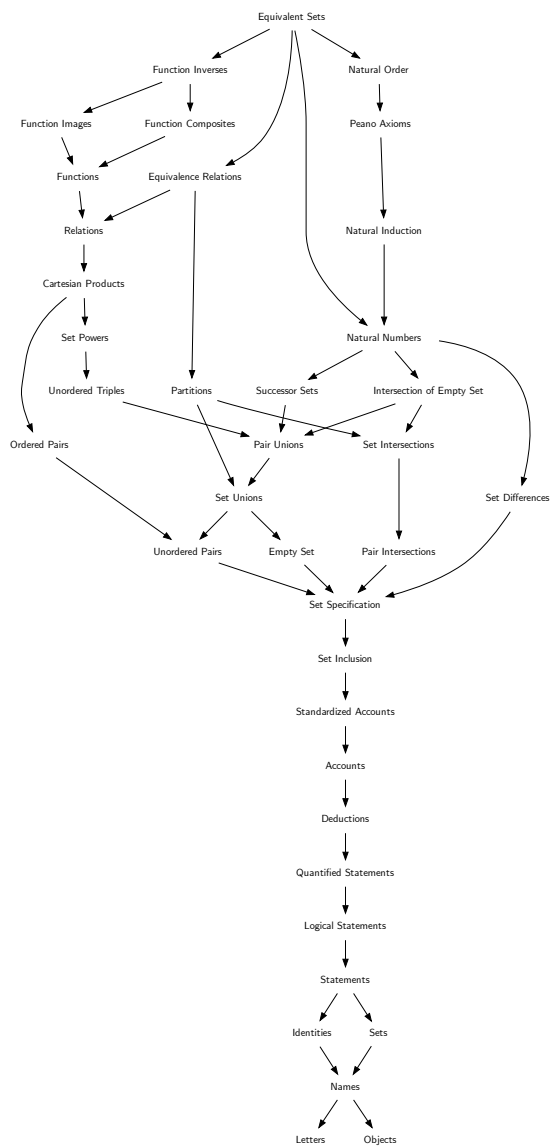 Equivalent Sets
Function Inverses
Natural Order
Function Images
Function Composites
Peano Axioms
Functions
Equivalence Relations
Relations
Natural Induction
Cartesian Products
Set Powers
Natural Numbers
Unordered Triples
Partitions
Successor Sets
Intersection of Empty Set
Ordered Pairs
Pair Unions
Set Intersections
Set Unions
Set Differences
Unordered Pairs
Empty Set
Pair Intersections
Set Specification
Set Inclusion
Standardized Accounts
Accounts
Deductions
Quantified Statements
Logical Statements
Statements
Identities
Sets
Names
Letters
Objects